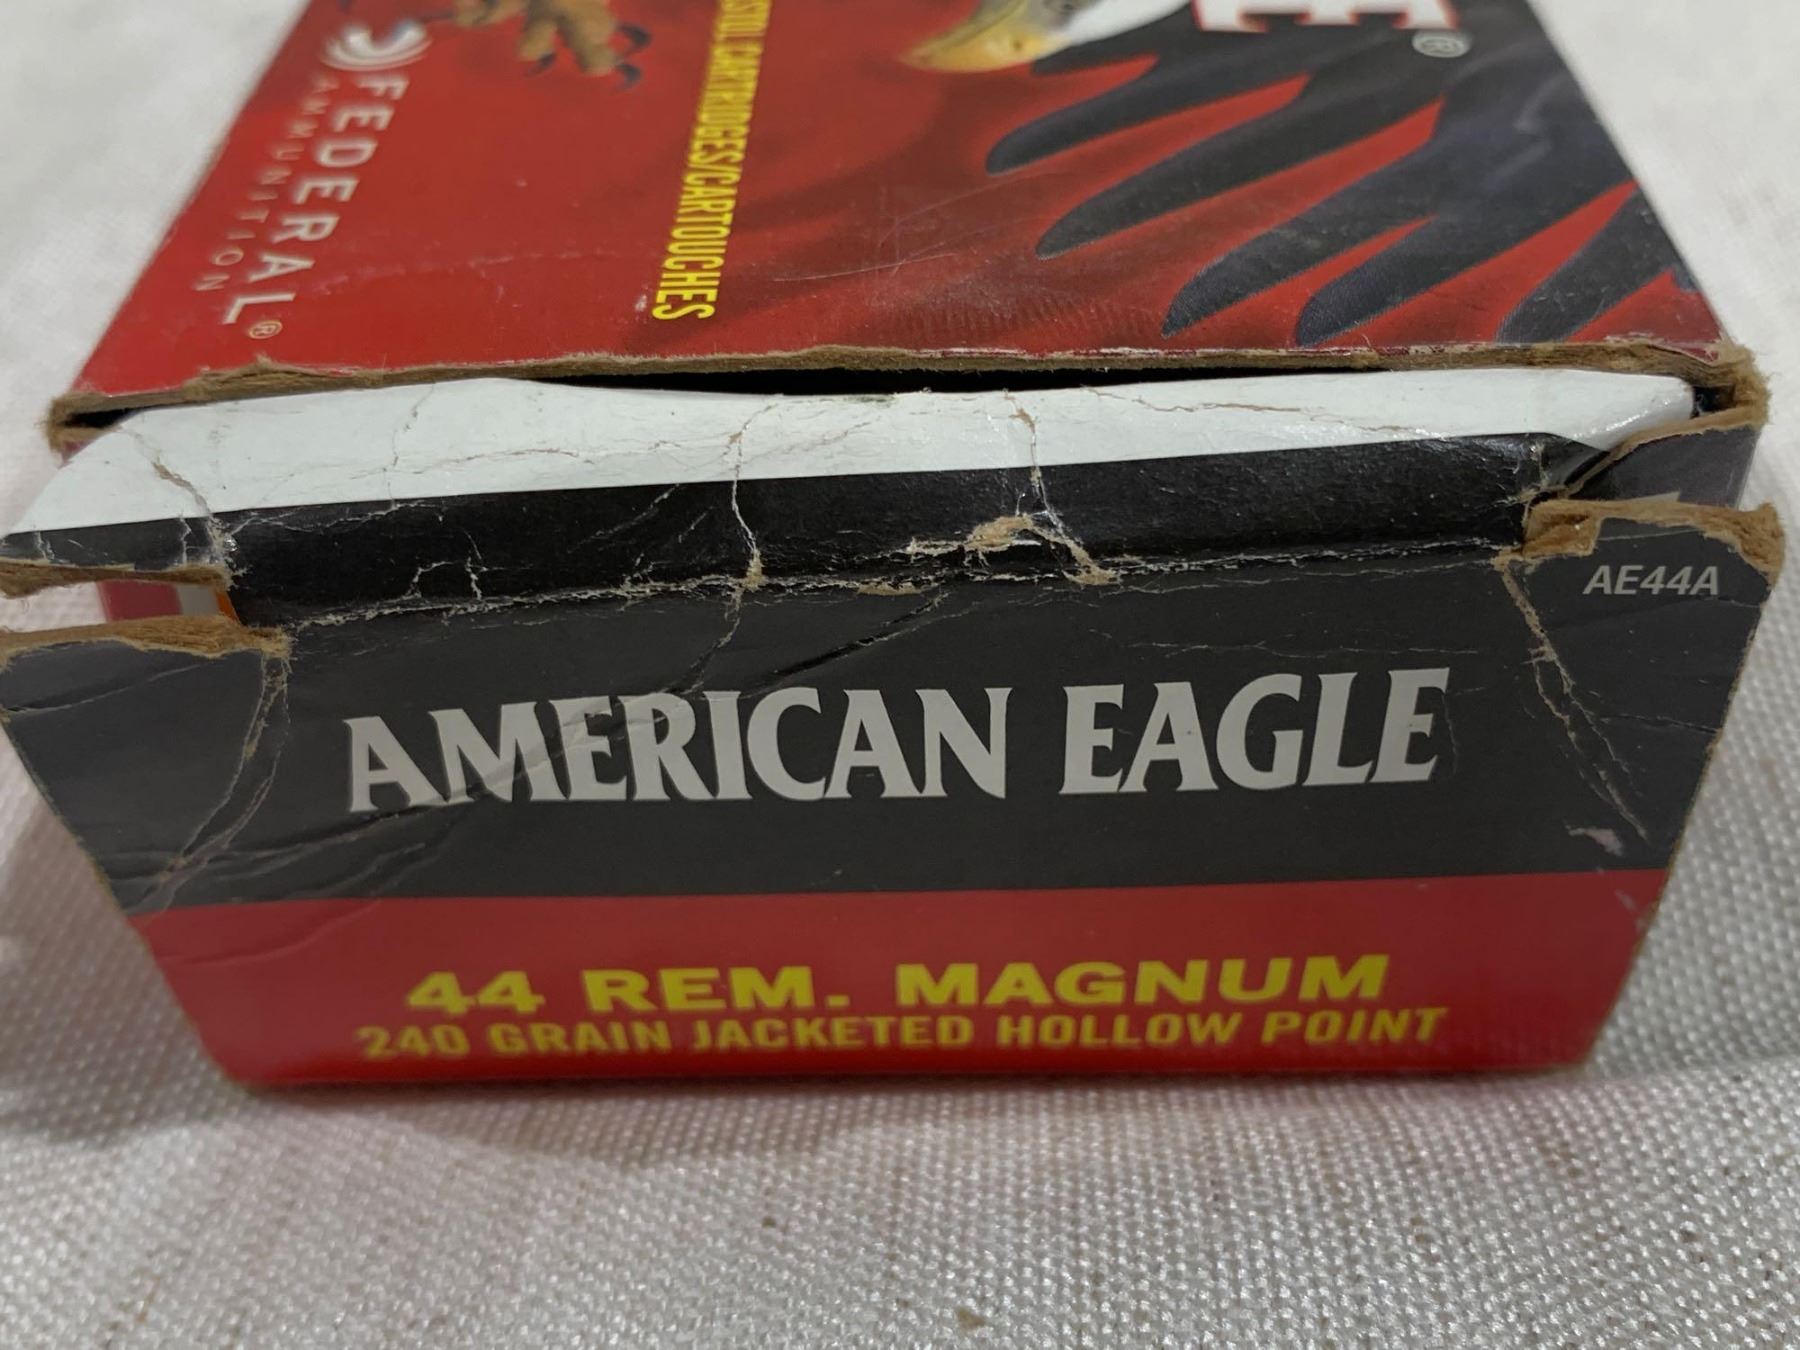 FEDERAL®
AMMUNITION
CARTRIDGES/CARTOUCHES
E®
AE44A
AMERICAN EAGLE
44 REM. MAGNUM
240 GRAIN JACKETED HOLLOW POINT